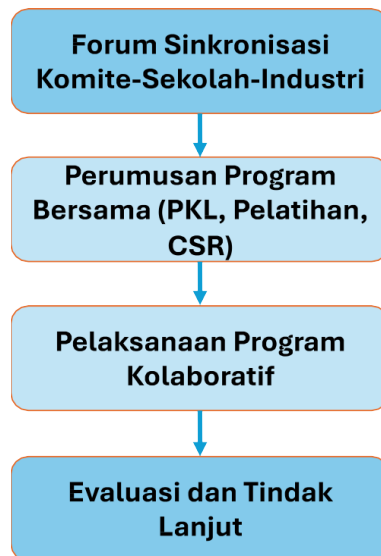 Forum Sinkronisasi
Komite-Sekolah-Industri
Perumusan Program
Bersama (PKL, Pelatihan,
CSR)
Pelaksanaan Program
Kolaboratif
Evaluasi dan Tindak
Lanjut